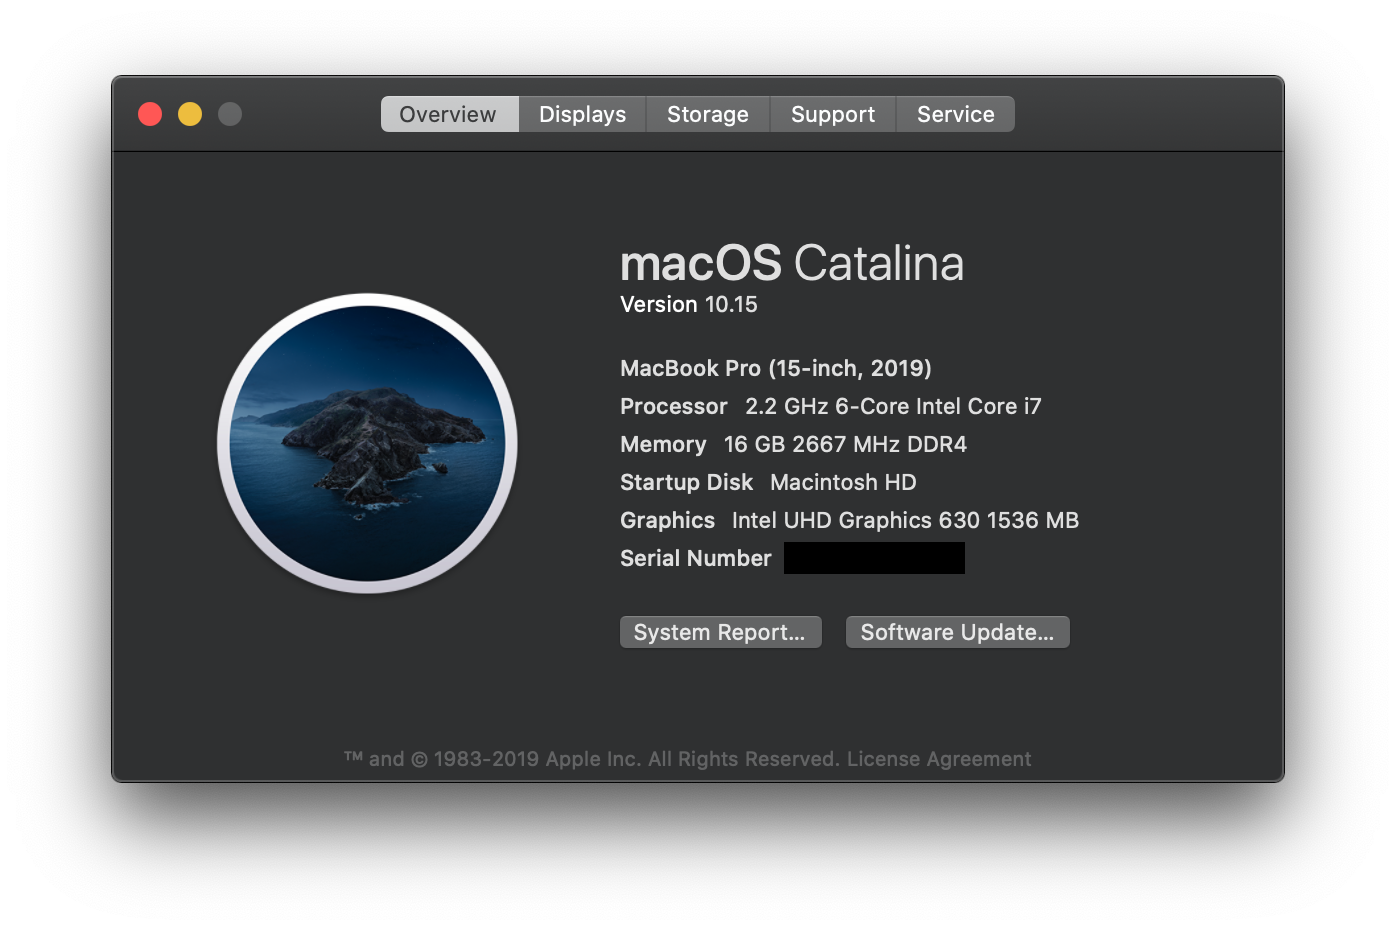 Overview Displays Storage Support Service
macOS Catalina
Version 10.15
MacBook Pro (15-inch, 2019)
Processor 2.2 GHz 6-Core Intel Core i7
Memory 16 GB 2667 MHz DDR4
Startup Disk Macintosh HD
Graphics Intel UHD Graphics 630 1536 MB
Serial Number
System Report... Software Update...
™ and © 1983-2019 Apple Inc. All Rights Reserved. License Agreement